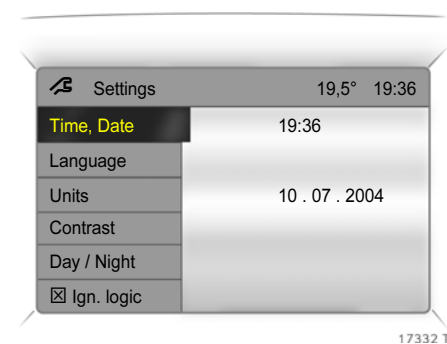 Settings 19,5° 19:36
Time, Date 19:36
Language
Units 10 . 07 . 2004
Contrast
Day / Night
☒ Ign. logic
17332 T